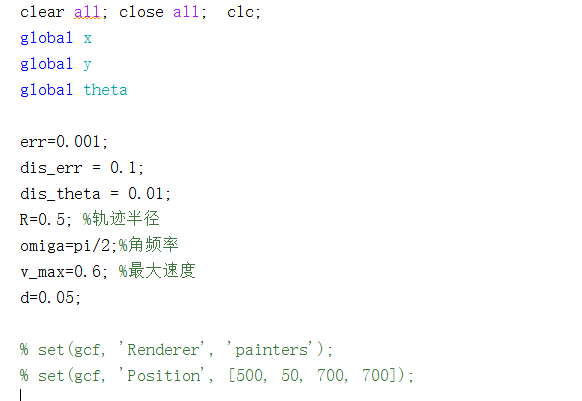 clear all; close all;  clc;
global x
global y
global theta
err=0.001;
dis_err = 0.1;
dis_theta = 0.01;
R=0.5; %轨迹半径
omiga=pi/2;%角频率
v_max=0.6; %最大速度
d=0.05;
% set(gcf, 'Renderer', 'painters');
% set(gcf, 'Position', [500, 50, 700, 700]);